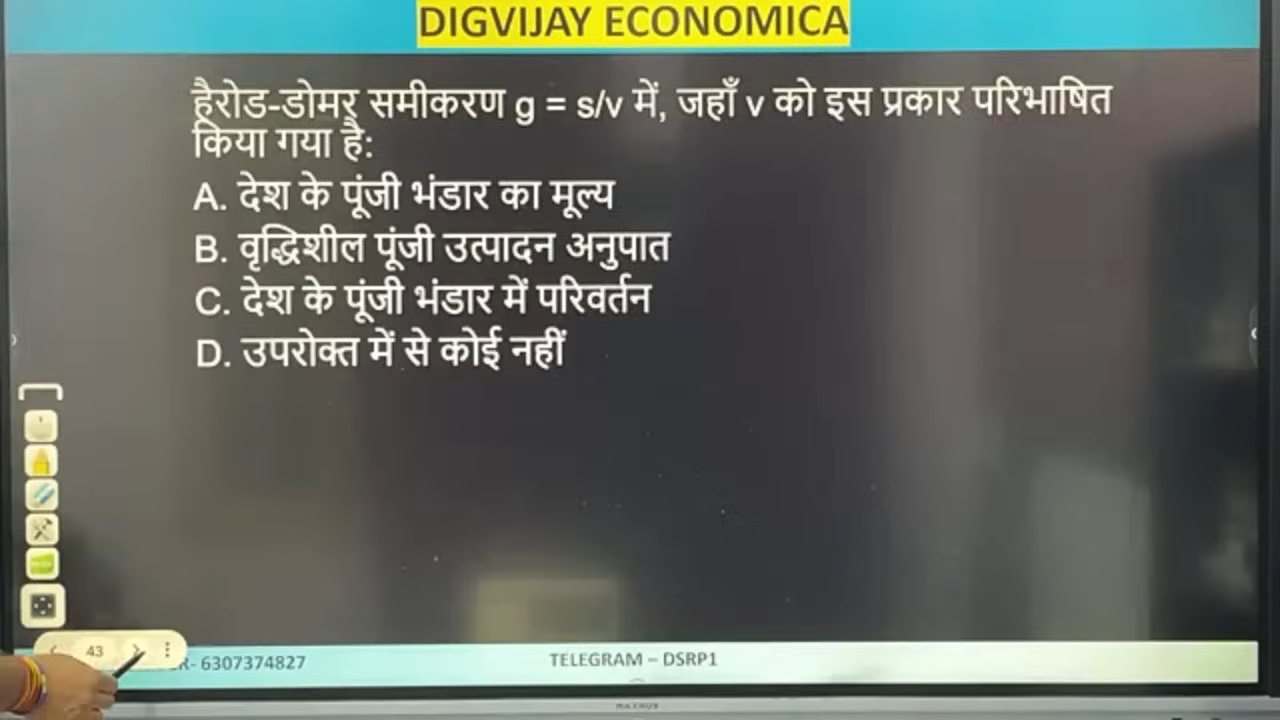 DIGVIJAY ECONOMICA
हैरोड-डोमर समीकरण g = s/v में, जहाँ v को इस प्रकार परिभाषित
किया गया है:
A. देश के पूंजी भंडार का मूल्य
B. वृद्धिशील पूंजी उत्पादन अनुपात
C. देश के पूंजी भंडार में परिवर्तन
D. उपरोक्त में से कोई नहीं
43
R- 6307374827
TELEGRAM – DSRP1
MAXHUB